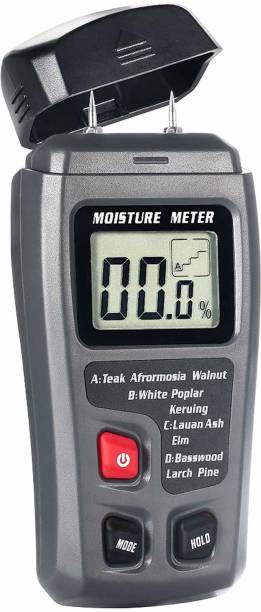 MOISTURE METER
A
00.0%
A:Teak Afrormosia Walnut
B:White Poplar
Keruing
C:Lauan Ash
Elm
D:Basswood
Larch Pine
MODE
HOLD